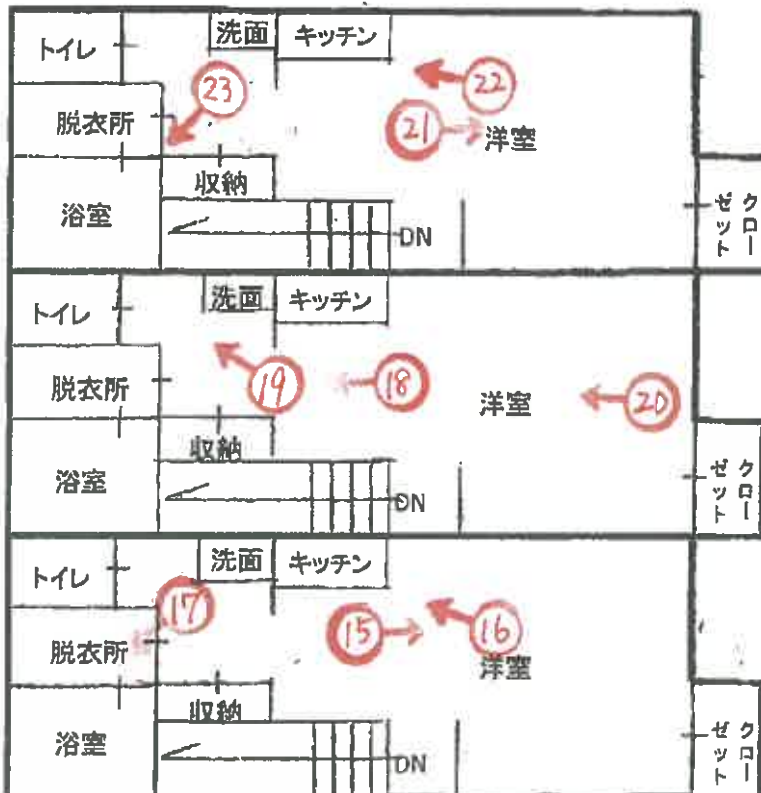 トイレ
洗面
キッチン
23
22
脱衣所
21
洋室
収納
浴室
DN
クローゼット
トイレ
洗面
キッチン
19
18
20
脱衣所
洋室
収納
浴室
DN
クローゼット
トイレ
洗面
キッチン
17
15
16
脱衣所
洋室
収納
浴室
DN
クローゼット